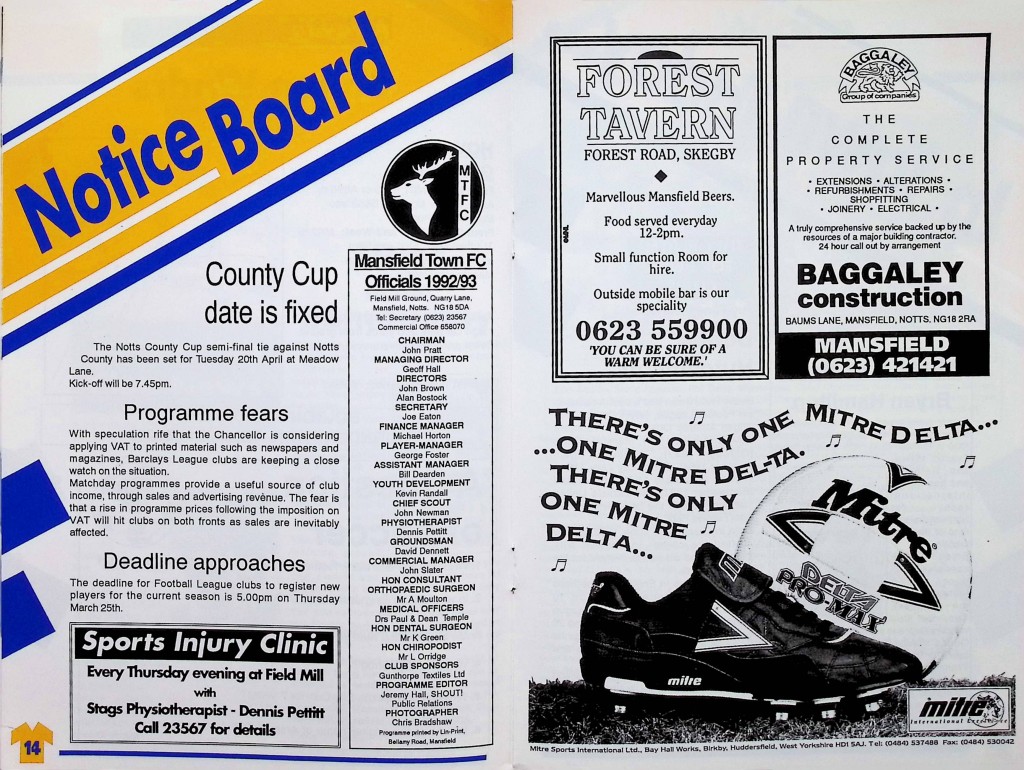 Notice Board
MTFC
County Cup
date is fixed
The Notts County Cup semi-final tie against Notts
County has been set for Tuesday 20th April at Meadow
Lane.
Kick-off will be 7.45pm.
Programme fears
With speculation rife that the Chancellor is considering
applying VAT to printed material such as newspapers and
magazines, Barclays League clubs are keeping a close
watch on the situation.
Matchday programmes provide a useful source of club
income, through sales and advertising revenue. The fear is
that a rise in programme prices following the imposition on
VAT will hit clubs on both fronts as sales are inevitably
affected.
Deadline approaches
The deadline for Football League clubs to register new
players for the current season is 5.00pm on Thursday
March 25th.
Sports Injury Clinic
Every Thursday evening at Field Mill
with
Stags Physiotherapist - Dennis Pettitt
Call 23567 for details
14
Mansfield Town FC
Officials 1992/93
Field Mill Ground, Quarry Lane,
Mansfield, Notts. NG18 5DA
Tel: Secretary (0623) 23567
Commercial Office 658070
CHAIRMAN
John Pratt
MANAGING DIRECTOR
Geoff Hall
DIRECTORS
John Brown
Alan Bostock
SECRETARY
Joe Eaton
FINANCE MANAGER
Michael Horton
PLAYER-MANAGER
George Foster
ASSISTANT MANAGER
Bill Dearden
YOUTH DEVELOPMENT
Kevin Randall
CHIEF SCOUT
John Newman
PHYSIOTHERAPIST
Dennis Pettitt
GROUNDSMAN
David Dennett
COMMERCIAL MANAGER
John Slater
HON CONSULTANT
ORTHOPAEDIC SURGEON
Mr A Moulton
MEDICAL OFFICERS
Drs Paul & Dean Temple
HON DENTAL SURGEON
Mr K Green
HON CHIROPODIST
Mr L Orridge
CLUB SPONSORS
Gunthorpe Textiles Ltd
PROGRAMME EDITOR
Jeremy Hall, SHOUT!
Public Relations
PHOTOGRAPHER
Chris Bradshaw
Programme printed by Lin-Print,
Bellamy Road, Mansfield
FOREST
TAVERN
FOREST ROAD, SKEGBY
Marvellous Mansfield Beers.
Food served everyday
12-2pm.
Small function Room for
hire.
Outside mobile bar is our
speciality
0623 559900
'YOU CAN BE SURE OF A
WARM WELCOME.'
BAGGALEY
Group of companies
THE
COMPLETE
PROPERTY SERVICE
• EXTENSIONS • ALTERATIONS •
• REFURBISHMENTS • REPAIRS •
SHOPFITTING
• JOINERY • ELECTRICAL •
A truly comprehensive service backed up by the
resources of a major building contractor.
24 hour call out by arrangement
BAGGALEY
construction
BAUMS LANE, MANSFIELD, NOTTS. NG18 2RA
MANSFIELD
(0623) 421421
THERE'S ONLY ONE MITRE DELTA...
...ONE MITRE DEL-TA.
THERE'S ONLY
ONE MITRE
DELTA...
Mitre
DELTA
PRO-MAX
mitre
mitre
International
Mitre Sports International Ltd., Bay Hall Works, Birkby, Huddersfield, West Yorkshire HD1 5AJ. Tel: (0484) 537488 Fax: (0484) 530042